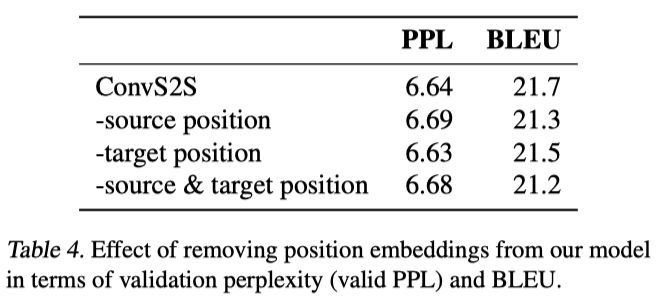 PPL BLEU
ConvS2S 6.64 21.7
-source position 6.69 21.3
-target position 6.63 21.5
-source & target position 6.68 21.2
Table 4. Effect of removing position embeddings from our model
in terms of validation perplexity (valid PPL) and BLEU.